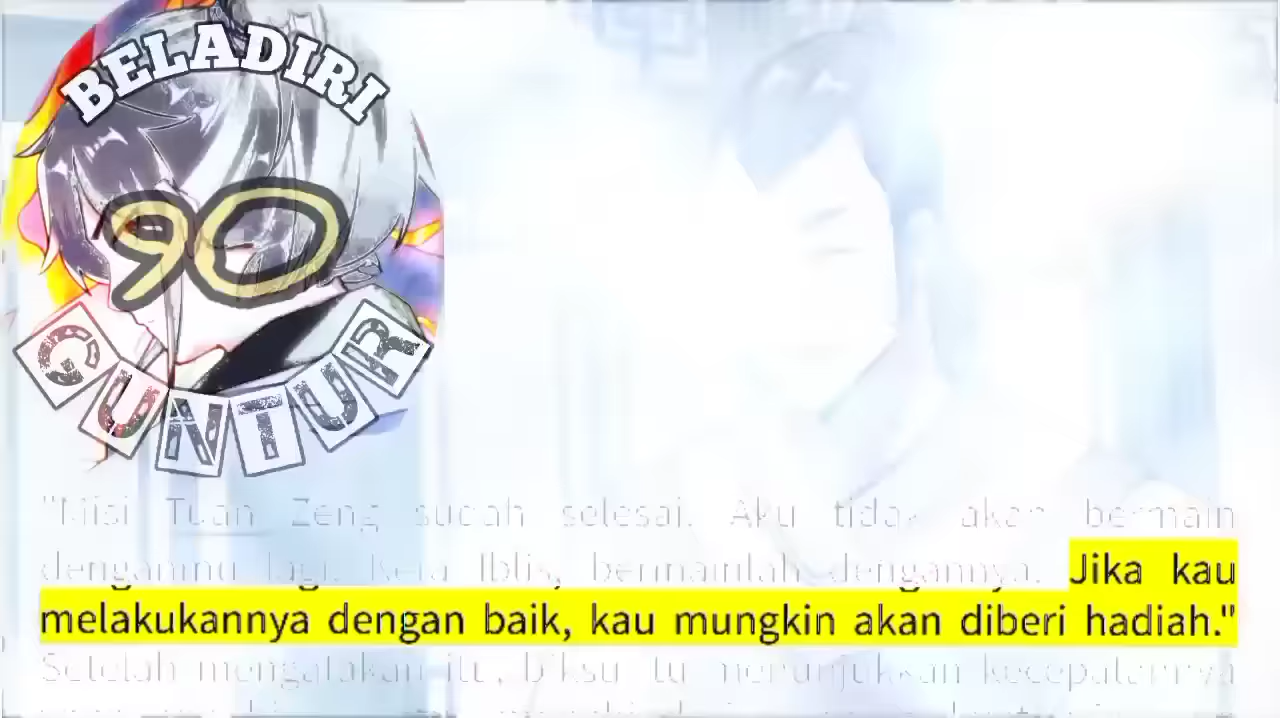 BELADIRI
90
GUNTUR
"Misi Tuan Zeng sudah selesai. Aku tidak akan bermain
denganmu lagi. Kera Iblis, bermainlah dengannya. Jika kau
melakukannya dengan baik, kau mungkin akan diberi hadiah."
Setelah mengatakan itu, biksu itu menunjukkan kecepatannya